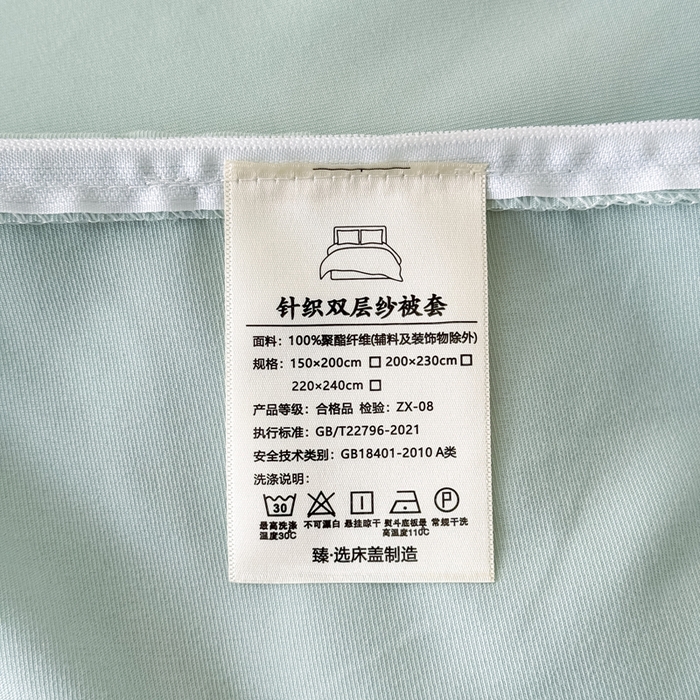 针织双层纱被套
面料：100%聚酯纤维(辅料及装饰物除外)
规格：150×200cm □ 200×230cm □
220×240cm □
产品等级：合格品 检验：ZX-08
执行标准：GB/T22796-2021
安全技术类别：GB18401-2010 A类
洗涤说明：
30 P
最高洗涤 不可漂白 悬挂晾干 熨斗底板最 常规干洗
温度30℃ 高温度110℃
臻·选床盖制造